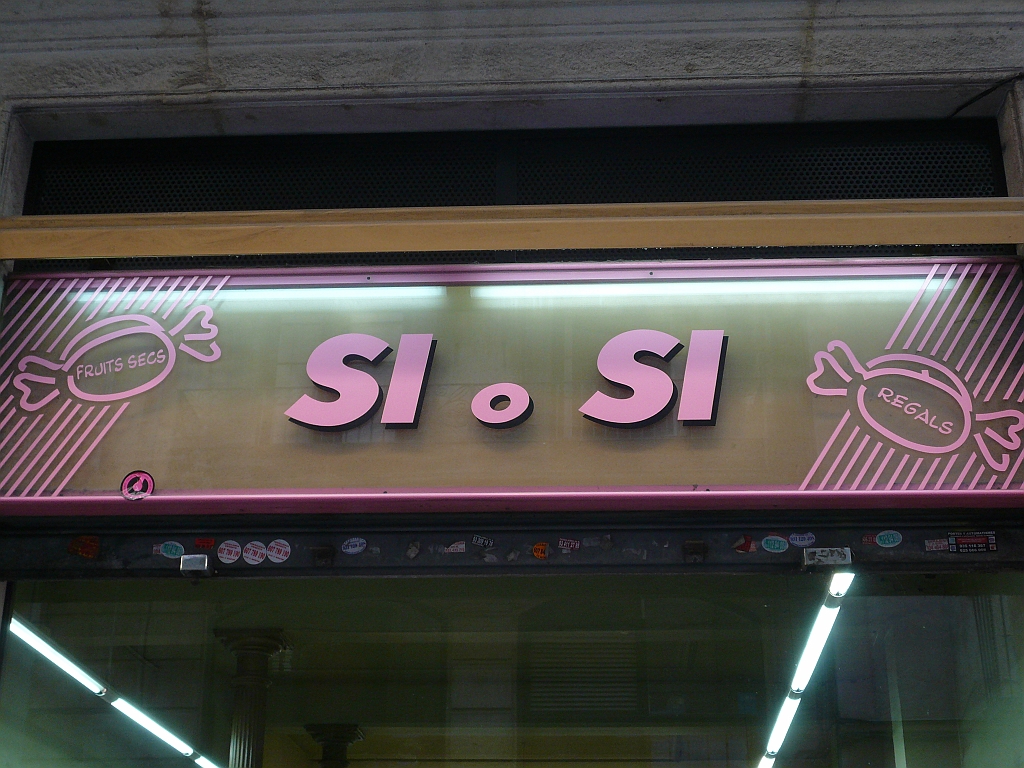 FRUITS SECS
SI o SI
REGALS